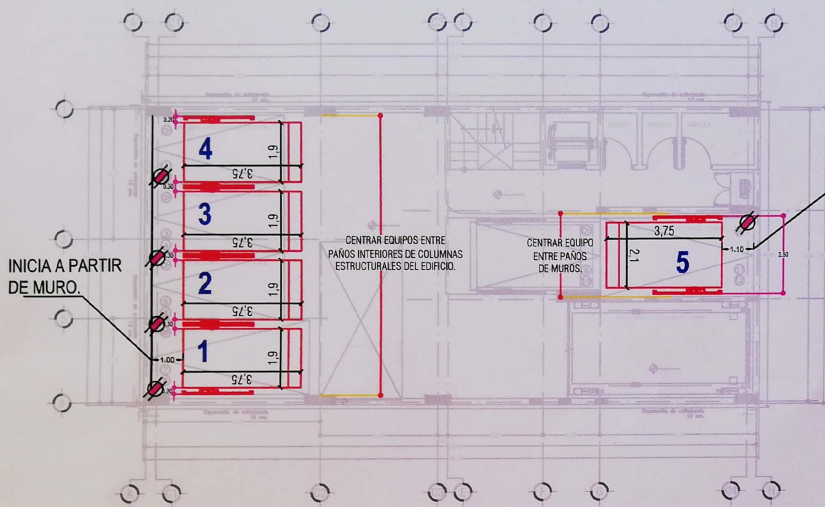 4
1,9
3,75
3
1,9
3,75
2
1,9
3,75
1
1,9
3,75
1.00
INICIA A PARTIR
DE MURO.
CENTRAR EQUIPOS ENTRE
PAÑOS INTERIORES DE COLUMNAS
ESTRUCTURALES DEL EDIFICIO.
CENTRAR EQUIPO
ENTRE PAÑOS
DE MUROS.
3,75
2,1
5
1.10
2.50